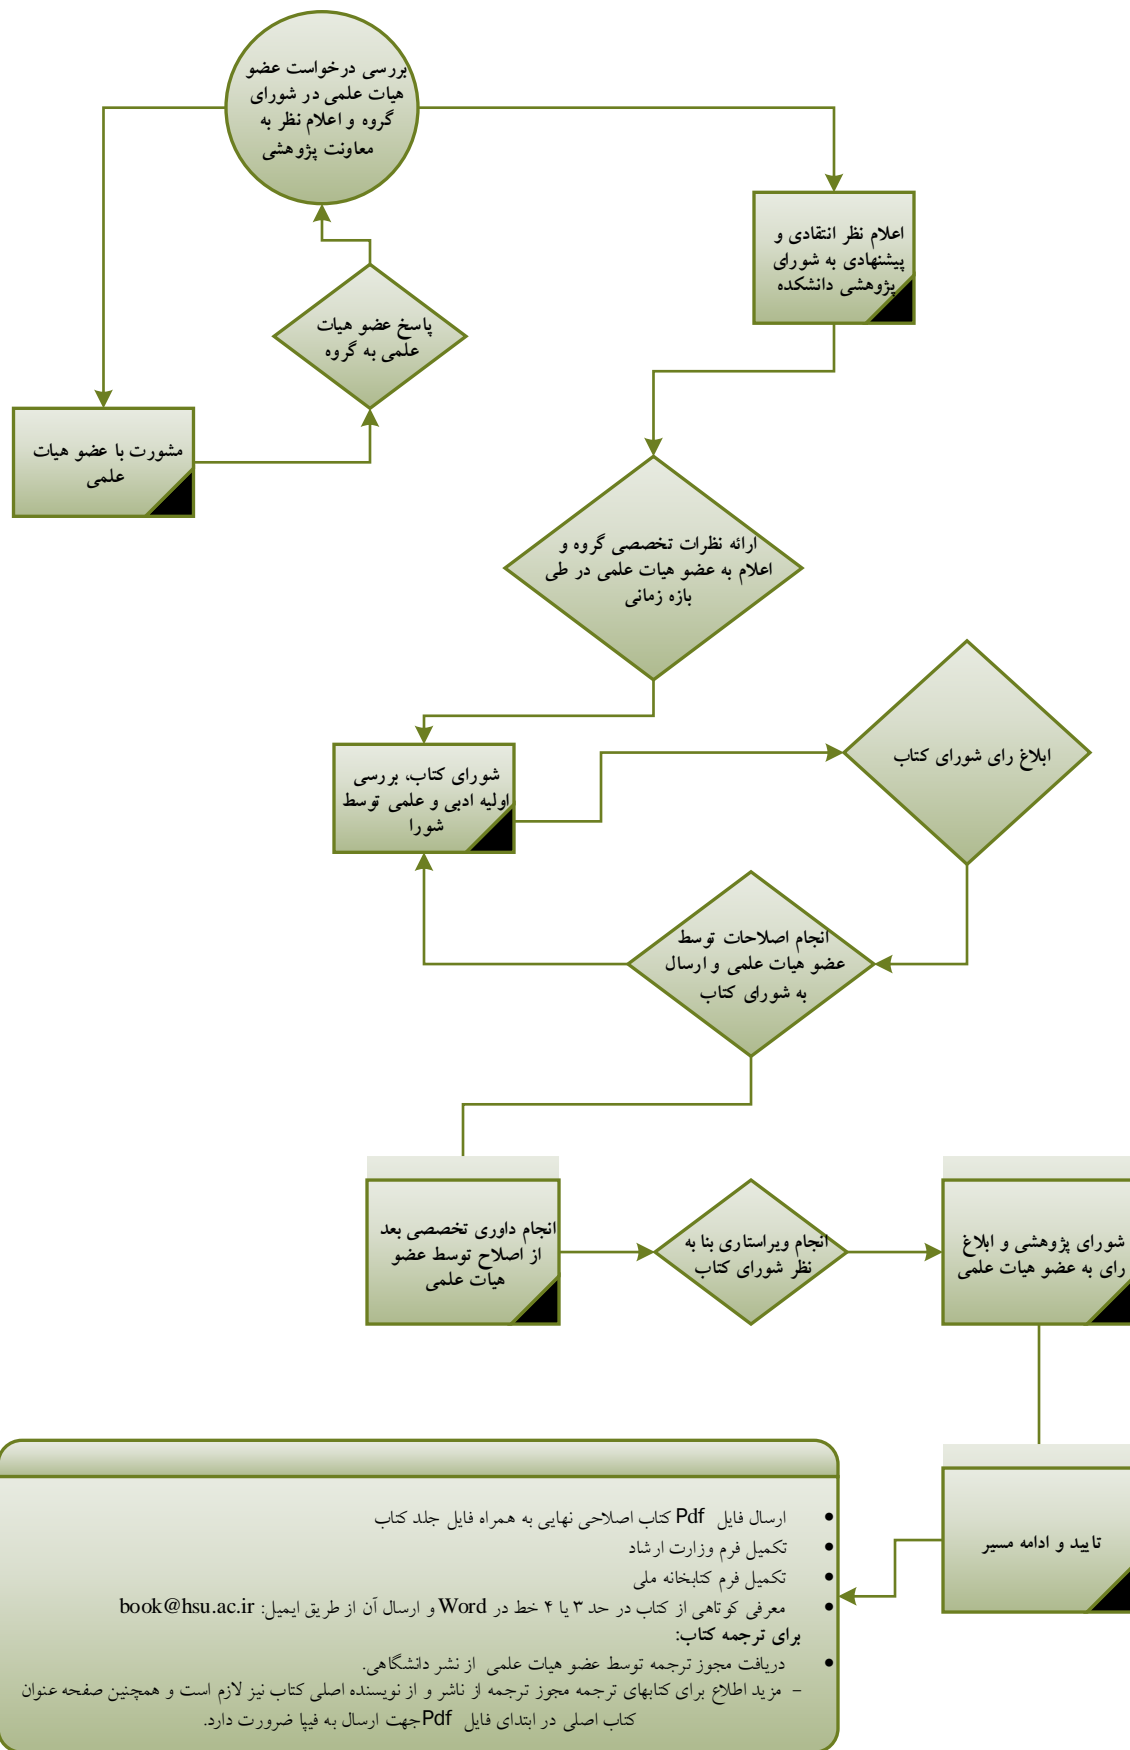 بررسی درخواست عضو
هیات علمی در شورای
گروه و اعلام نظر به
معاونت پژوهشی
اعلام نظر انتقادی و
پیشنهادی به شورای
پژوهشی دانشکده
پاسخ عضو هیات
علمی به گروه
مشورت با عضو هیات
علمی
ارائه نظرات تخصصی گروه و
اعلام به عضو هیات علمی در طی
بازه زمانی
شورای کتاب، بررسی
اولیه ادبی و علمی توسط
شورا
ابلاغ رای شورای کتاب
انجام اصلاحات توسط
عضو هیات علمی و ارسال
به شورای کتاب
انجام داوری تخصصی بعد
از اصلاح توسط عضو
هیات علمی
انجام ویراستاری بنا به
نظر شورای کتاب
شورای پژوهشی و ابلاغ
رای به عضو هیات علمی
تایید و ادامه مسیر
• ارسال فایل Pdf کتاب اصلاحی نهایی به همراه فایل جلد کتاب
• تکمیل فرم وزارت ارشاد
• تکمیل فرم کتابخانه ملی
• معرفی کوتاهی از کتاب در حد ۳ یا ۴ خط در Word و ارسال آن از طریق ایمیل: book@hsu.ac.ir
برای ترجمه کتاب:
• دریافت مجوز ترجمه توسط عضو هیات علمی از نشر دانشگاهی.
- مزید اطلاع برای کتابهای ترجمه مجوز ترجمه از ناشر و از نویسنده اصلی کتاب نیز لازم است و همچنین صفحه عنوان
کتاب اصلی در ابتدای فایل Pdf جهت ارسال به فیپا ضرورت دارد.